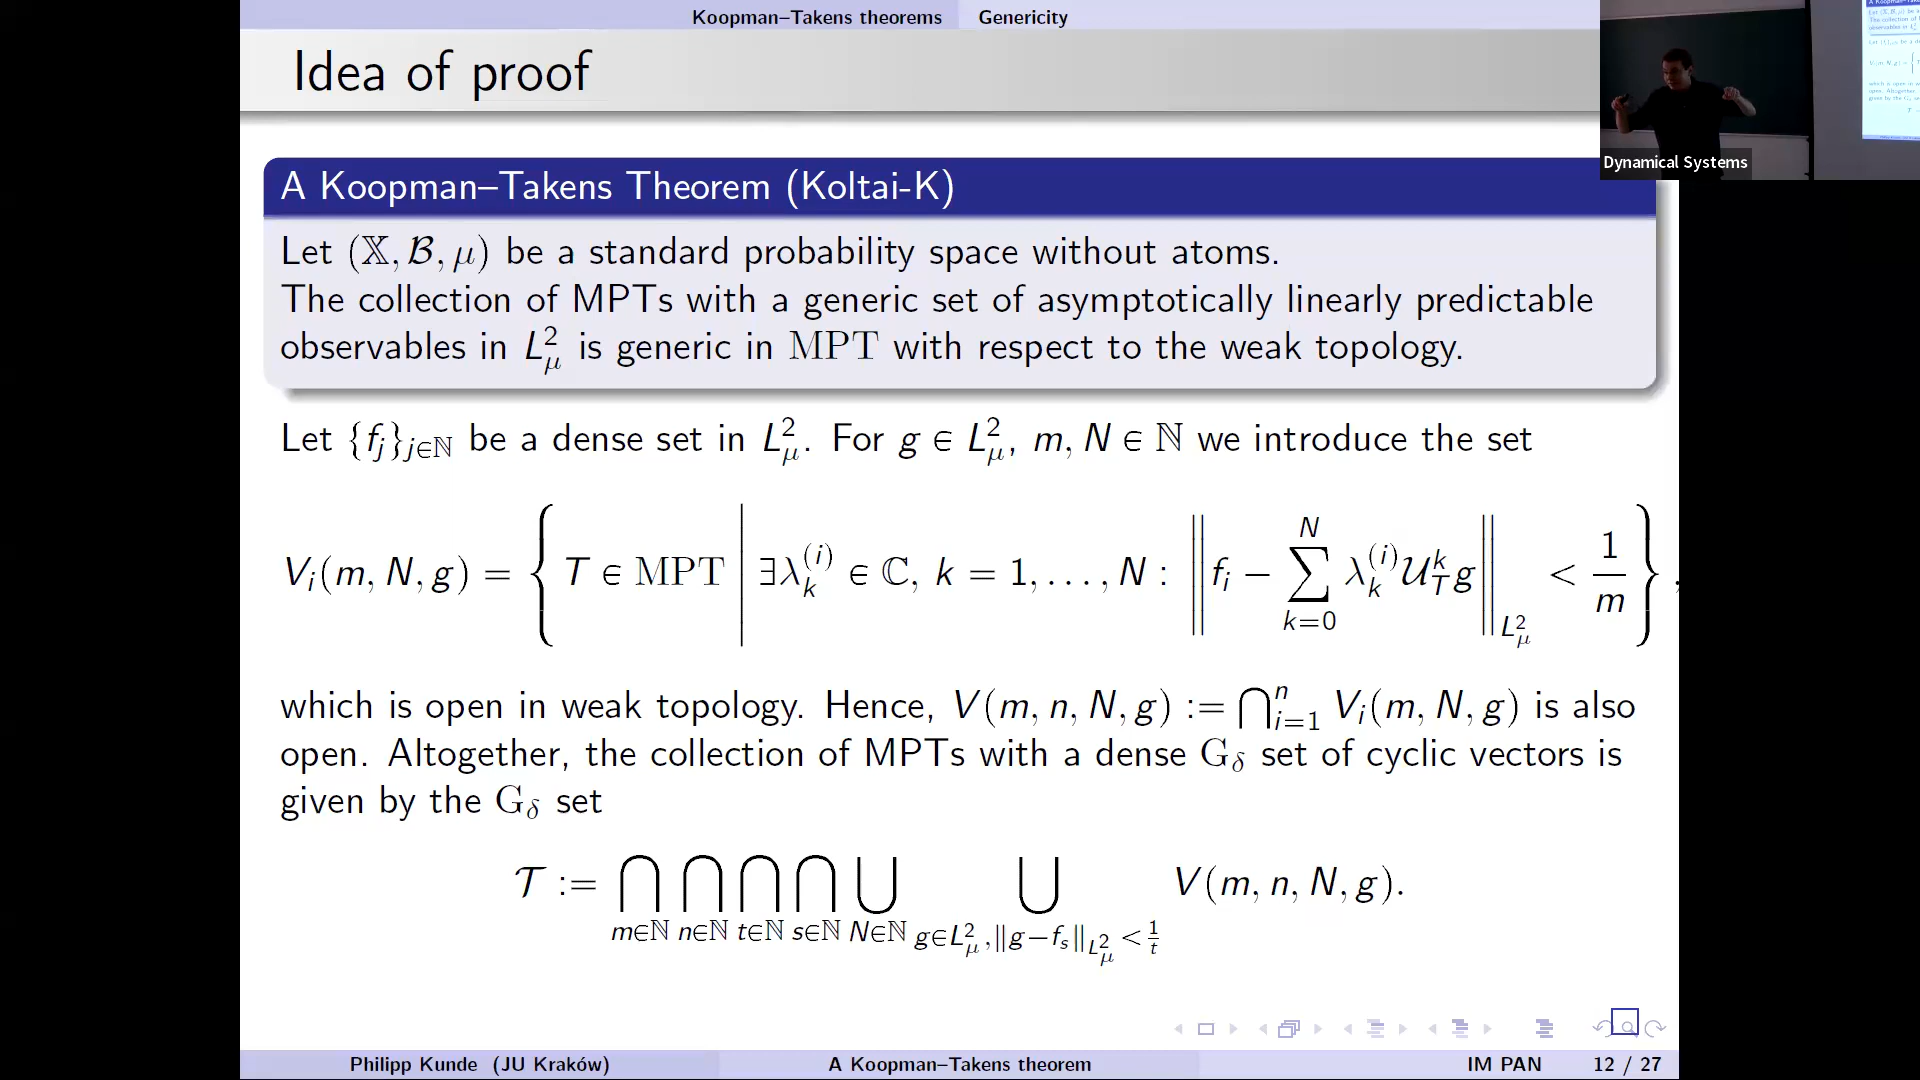 Koopman–Takens theorems Genericity
Idea of proof
Dynamical Systems
A Koopman–Takens Theorem (Koltai-K)
Let (𝕏, ℬ, μ) be a standard probability space without atoms.
The collection of MPTs with a generic set of asymptotically linearly predictable
observables in L²_μ is generic in MPT with respect to the weak topology.
Let {f_j}_{j∈ℕ} be a dense set in L²_μ. For g ∈ L²_μ, m, N ∈ ℕ we introduce the set
V_i(m, N, g) = { T ∈ MPT | ∃λ_k^{(i)} ∈ ℂ, k = 1, . . . , N : ‖f_i − ∑_{k=0}^{N} λ_k^{(i)} 𝒰_T^k g‖_{L²_μ} < 1/m } ,
which is open in weak topology. Hence, V(m, n, N, g) := ⋂_{i=1}^{n} V_i(m, N, g) is also
open. Altogether, the collection of MPTs with a dense G_δ set of cyclic vectors is
given by the G_δ set
𝒯 := ⋂_{m∈ℕ} ⋂_{n∈ℕ} ⋂_{t∈ℕ} ⋂_{s∈ℕ} ⋃_{N∈ℕ} ⋃_{g∈L²_μ, ‖g−f_s‖_{L²_μ} < 1/t} V(m, n, N, g).
Philipp Kunde (JU Kraków) A Koopman–Takens theorem IM PAN 12 / 27